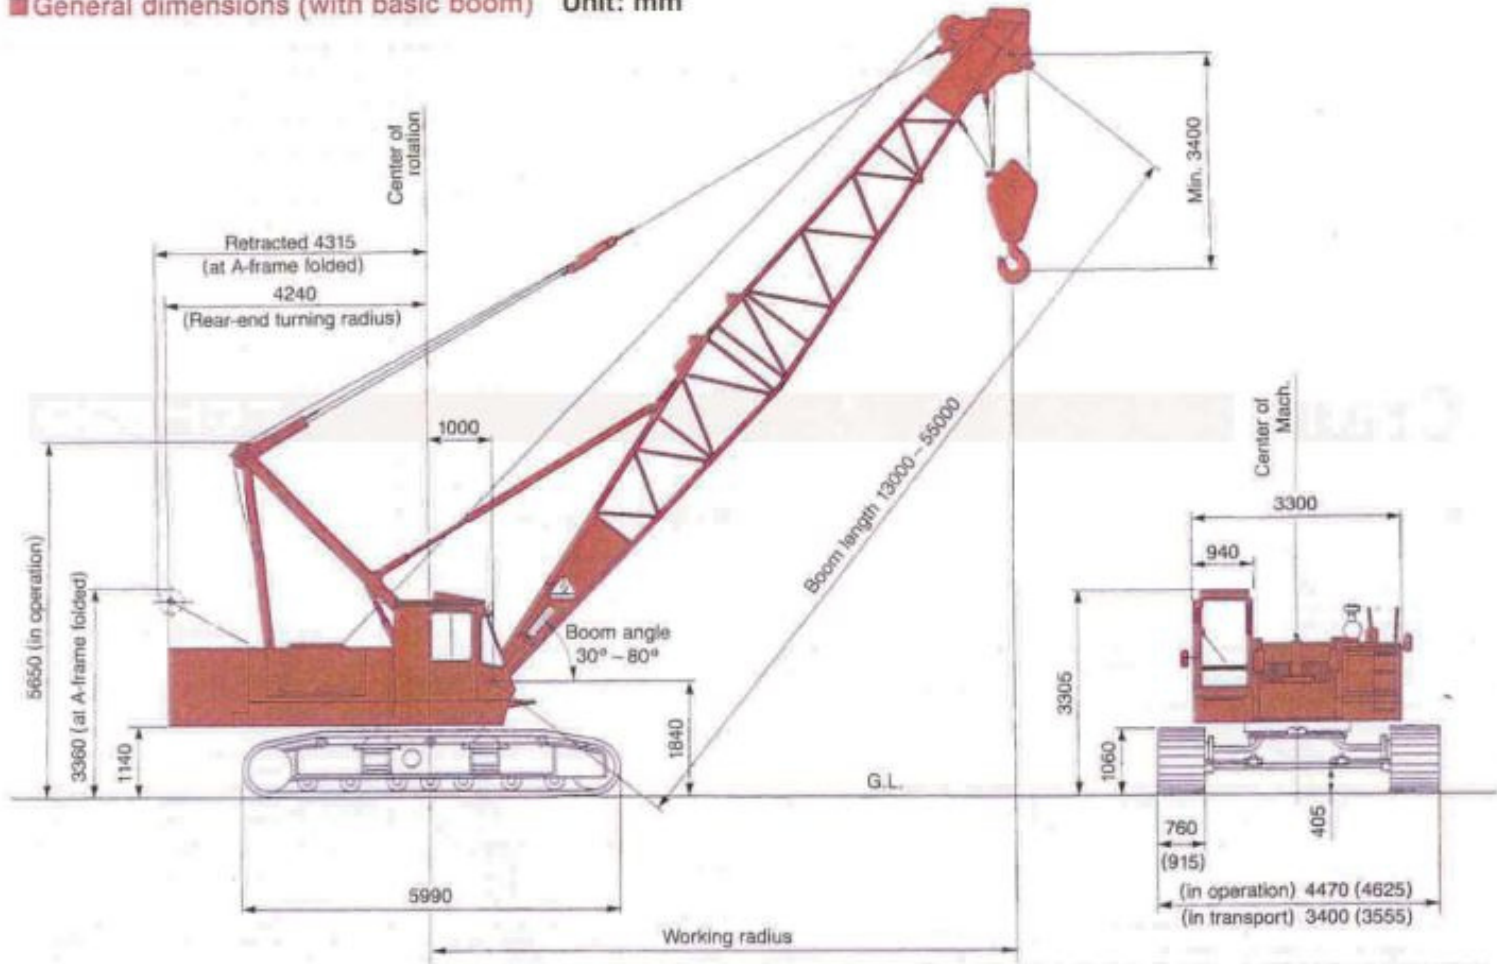 ■General dimensions (with basic boom) Unit: mm
Center of
rotation
Retracted 4315
(at A-frame folded)
4240
(Rear-end turning radius)
Min. 3400
1000
Boom length 13000~55000
Center of
Mach.
3300
940
5650 (in operation)
3360 (at A-frame folded)
1140
Boom angle
30°–80°
1840
G.L.
3305
1060
405
760
(915)
5990
(in operation) 4470 (4625)
(in transport) 3400 (3555)
Working radius